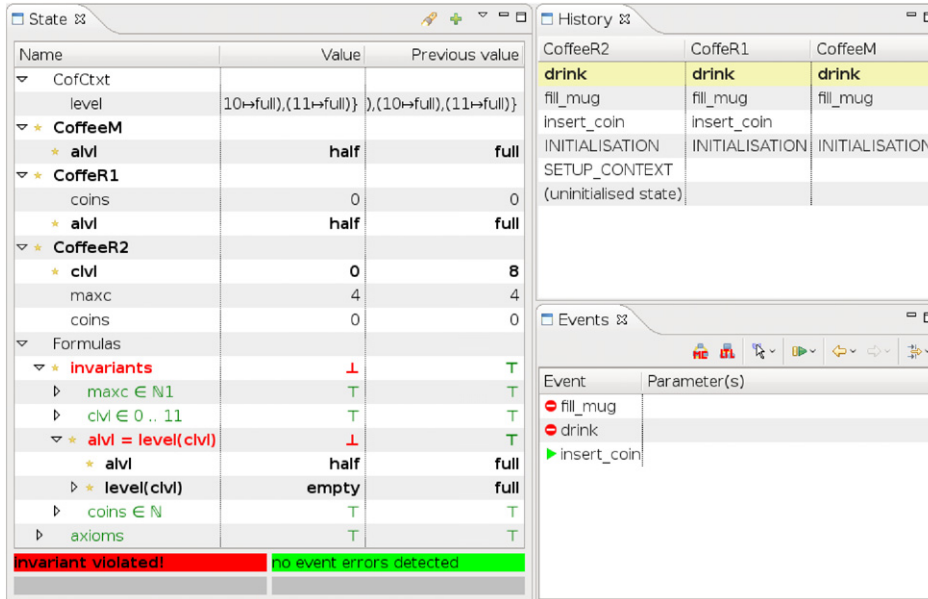 State
Name Value Previous value
CofCtxt
level 10↦full),(11↦full)} ),(10↦full),(11↦full)}
CoffeeM
alvl half full
CoffeR1
coins 0 0
alvl half full
CoffeeR2
clvl 0 8
maxc 4 4
coins 0 0
Formulas
invariants ⊥ ⊤
maxc ∈ ℕ1 ⊤ ⊤
clvl ∈ 0 .. 11 ⊤ ⊤
alvl = level(clvl) ⊥ ⊤
alvl half full
level(clvl) empty full
coins ∈ ℕ ⊤ ⊤
axioms ⊤ ⊤
invariant violated! no event errors detected
History
CoffeeR2 CoffeR1 CoffeeM
drink drink drink
fill_mug fill_mug fill_mug
insert_coin insert_coin
INITIALISATION INITIALISATION INITIALISATION
SETUP_CONTEXT
(uninitialised state)
Events
MC LTL
Event Parameter(s)
fill_mug
drink
insert_coin